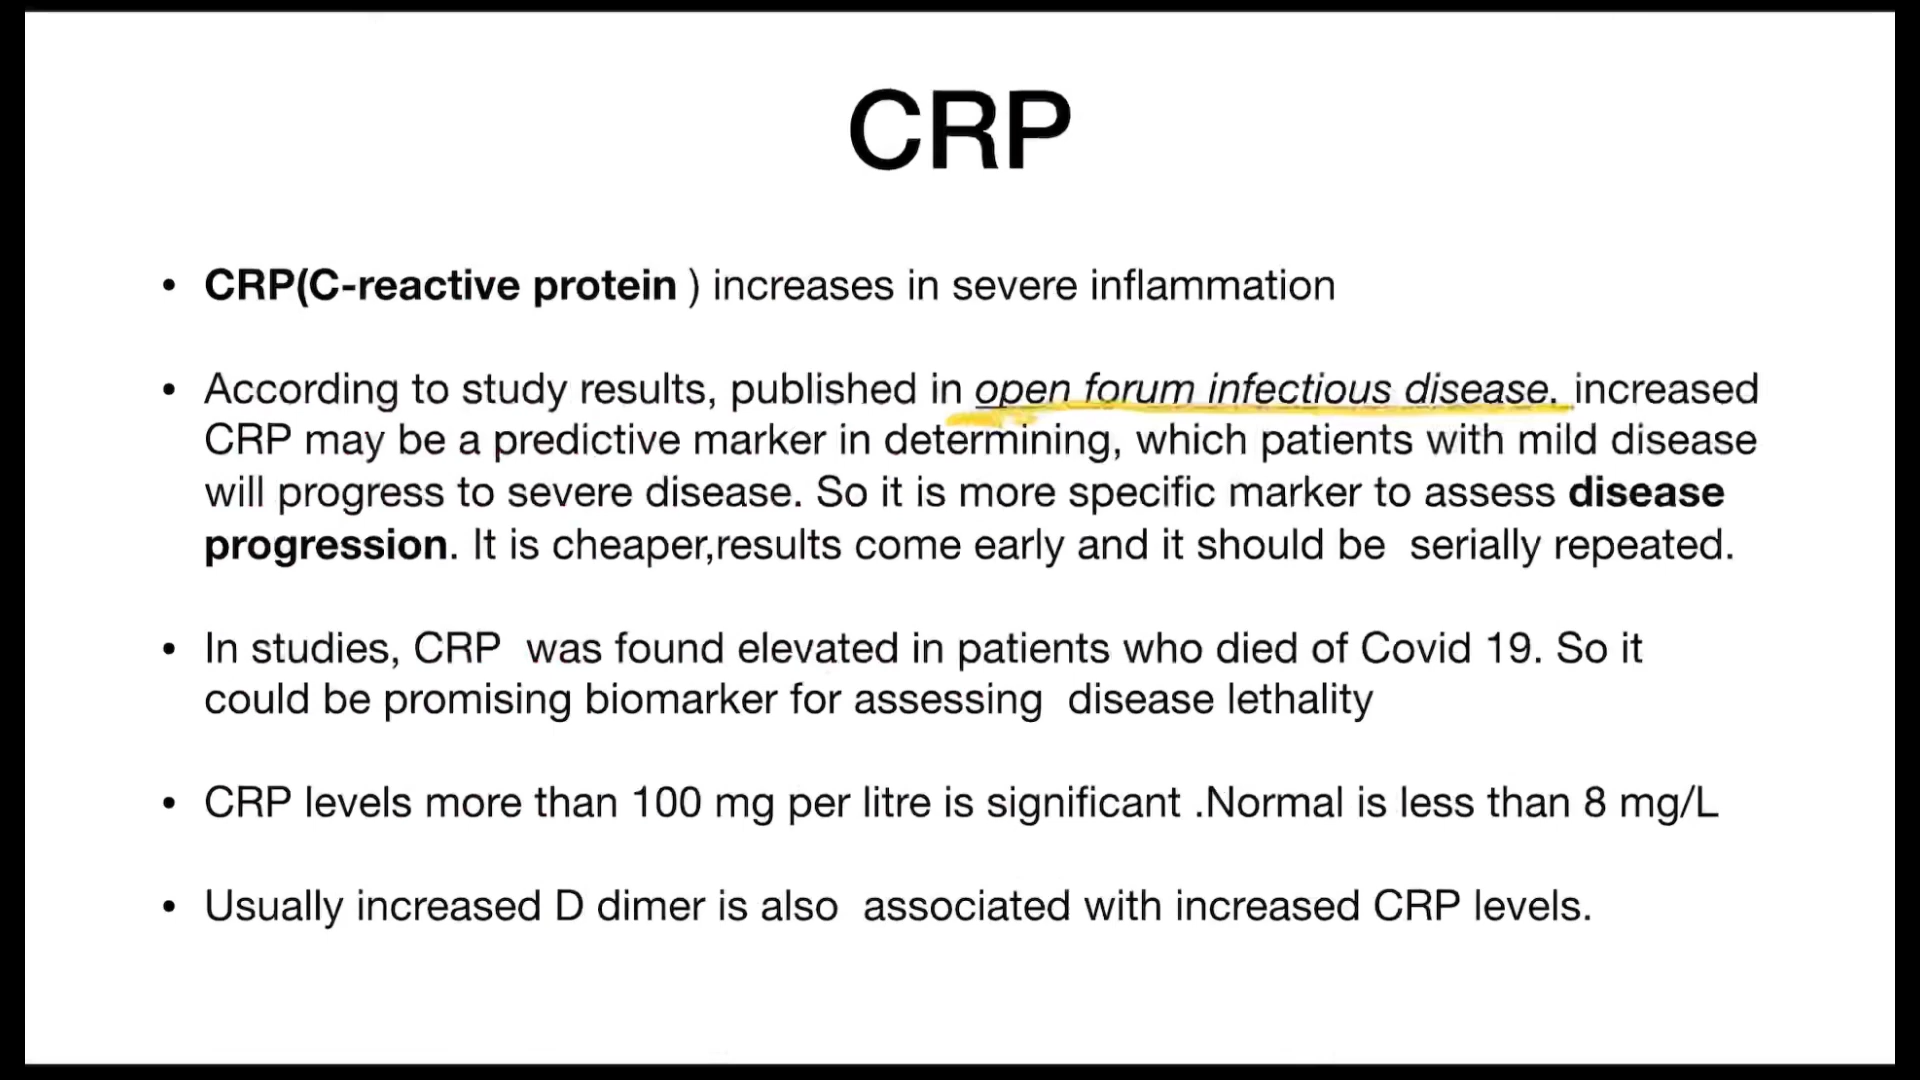 CRP
• CRP(C-reactive protein ) increases in severe inflammation
• According to study results, published in open forum infectious disease. increased
CRP may be a predictive marker in determining, which patients with mild disease
will progress to severe disease. So it is more specific marker to assess disease
progression. It is cheaper,results come early and it should be  serially repeated.
• In studies, CRP  was found elevated in patients who died of Covid 19. So it
could be promising biomarker for assessing  disease lethality
• CRP levels more than 100 mg per litre is significant .Normal is less than 8 mg/L
• Usually increased D dimer is also  associated with increased CRP levels.